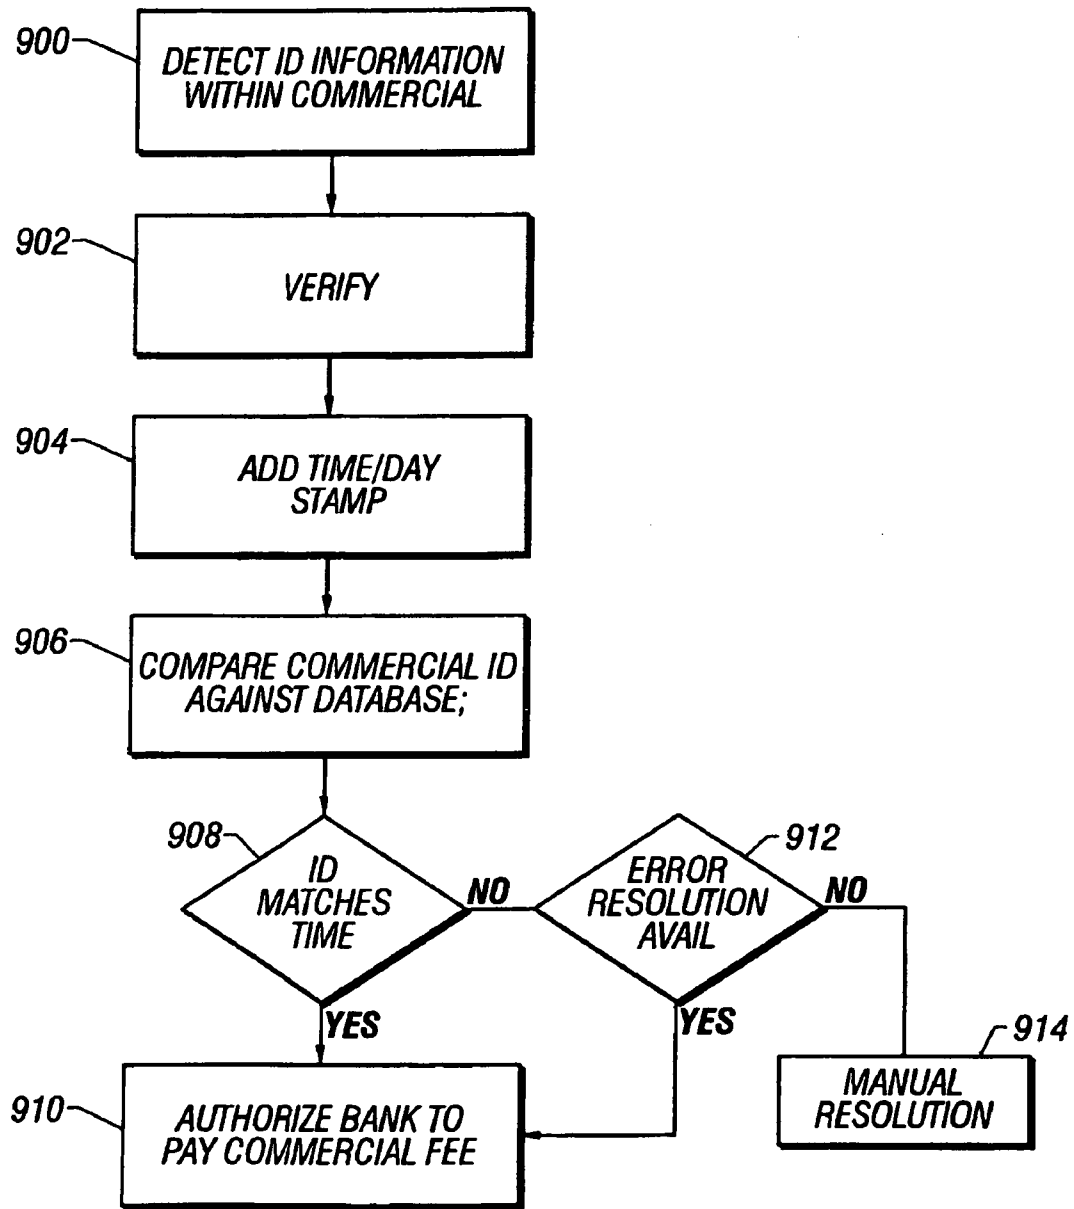 900
DETECT ID INFORMATION
WITHIN COMMERCIAL
902
VERIFY
904
ADD TIME/DAY
STAMP
906
COMPARE COMMERCIAL ID
AGAINST DATABASE;
908
ID
MATCHES
TIME
NO
YES
912
ERROR
RESOLUTION
AVAIL
NO
YES
910
AUTHORIZE BANK TO
PAY COMMERCIAL FEE
914
MANUAL
RESOLUTION